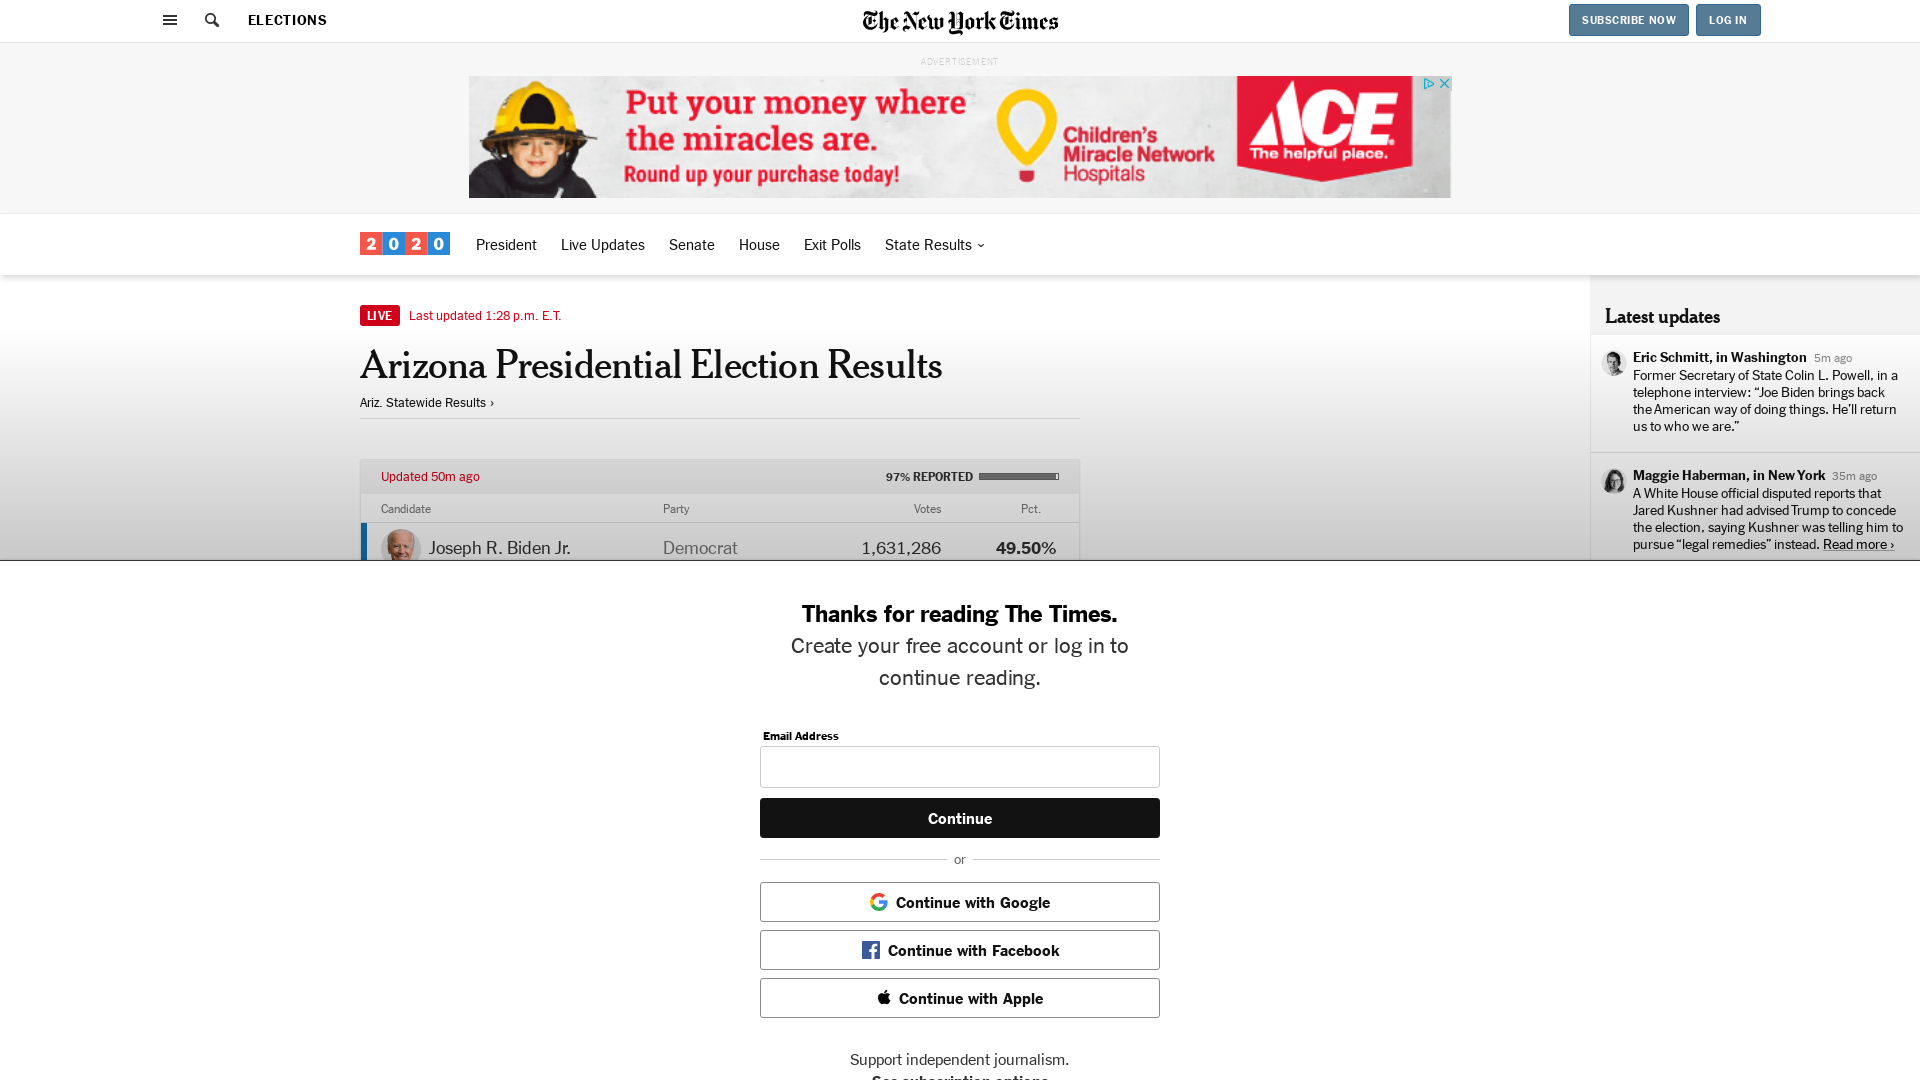 ELECTIONS
The New York Times
SUBSCRIBE NOW
LOG IN
ADVERTISEMENT
Put your money where
the miracles are.
Round up your purchase today!
Children's
Miracle Network
Hospitals
ACE
The helpful place.
2020
President
Live Updates
Senate
House
Exit Polls
State Results
LIVE
Last updated 1:28 p.m. E.T.
Arizona Presidential Election Results
Ariz. Statewide Results ›
Updated 50m ago
97% REPORTED
Candidate Party Votes Pct.
Joseph R. Biden Jr. Democrat 1,631,286 49.50%
Latest updates
Eric Schmitt, in Washington 5m ago
Former Secretary of State Colin L. Powell, in a
telephone interview: “Joe Biden brings back
the American way of doing things. He’ll return
us to who we are.”
Maggie Haberman, in New York 35m ago
A White House official disputed reports that
Jared Kushner had advised Trump to concede
the election, saying Kushner was telling him to
pursue “legal remedies” instead. Read more ›
Thanks for reading The Times.
Create your free account or log in to
continue reading.
Email Address
Continue
or
Continue with Google
Continue with Facebook
Continue with Apple
Support independent journalism.
See subscription options